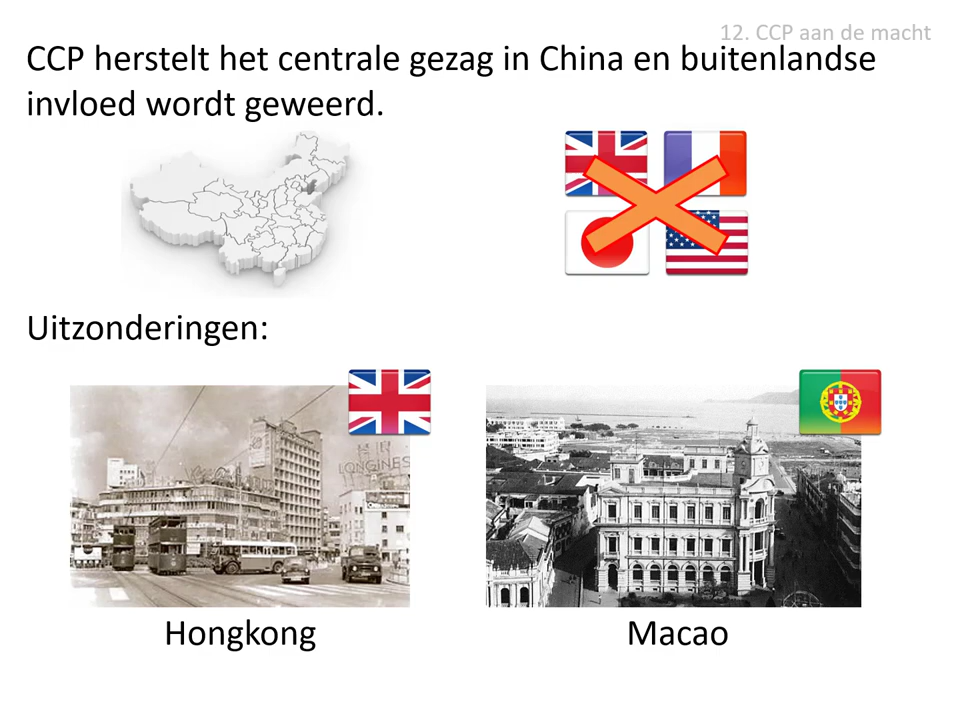 12. CCP aan de macht
CCP herstelt het centrale gezag in China en buitenlandse
invloed wordt geweerd.
Uitzonderingen:
LONGINES
Hongkong
Macao